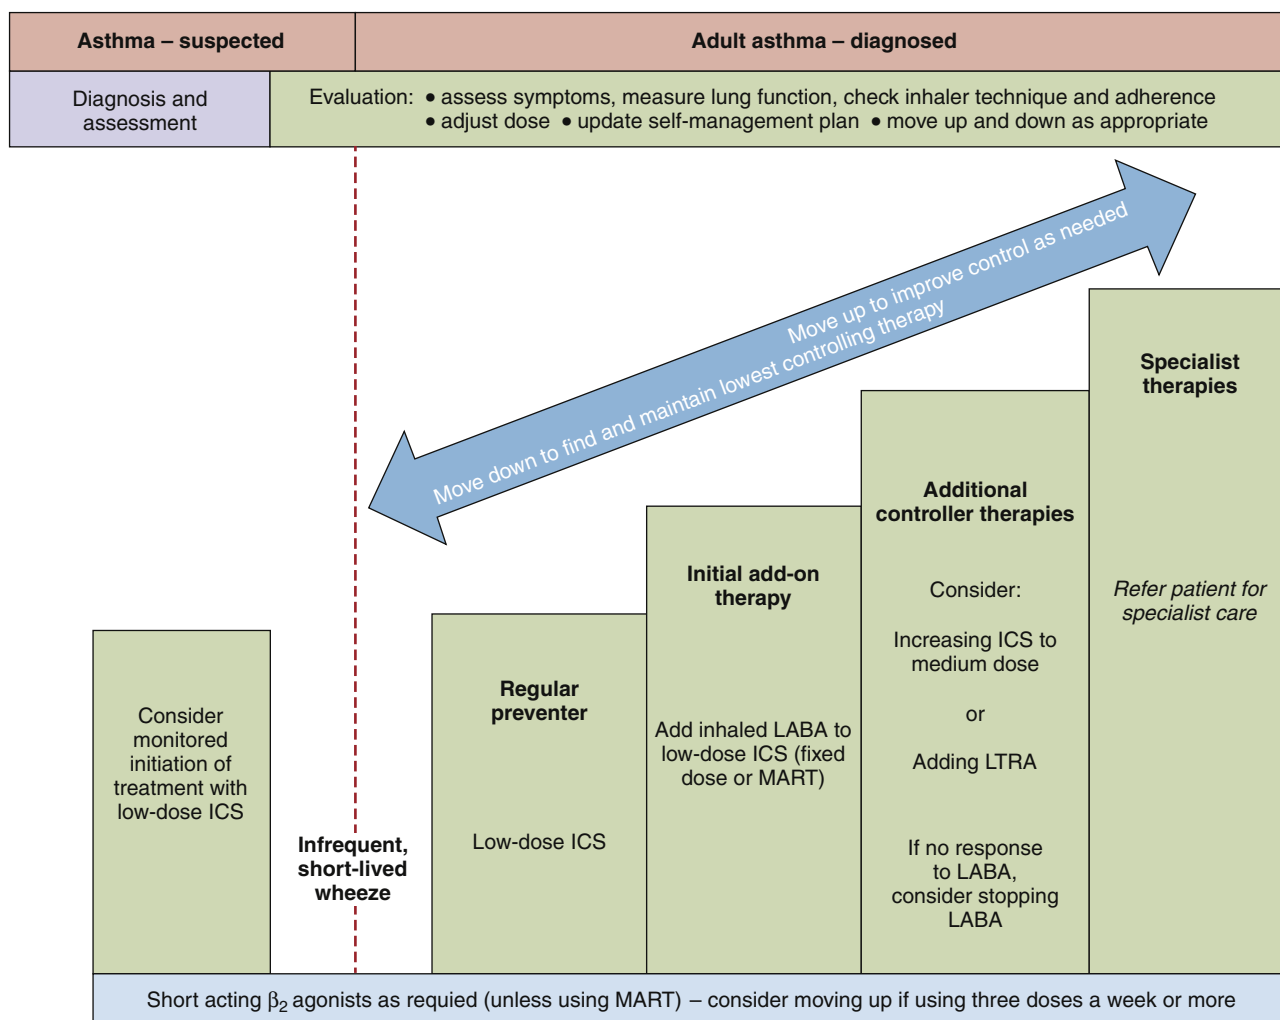 Asthma – suspected
Adult asthma – diagnosed
Diagnosis and
assessment
Evaluation: • assess symptoms, measure lung function, check inhaler technique and adherence
• adjust dose • update self-management plan • move up and down as appropriate
Move up to improve control as needed
Move down to find and maintain lowest controlling therapy
Consider
monitored
initiation of
treatment with
low-dose ICS
Infrequent,
short-lived
wheeze
Regular
preventer
Low-dose ICS
Initial add-on
therapy
Add inhaled LABA to
low-dose ICS (fixed
dose or MART)
Additional
controller therapies
Consider:
Increasing ICS to
medium dose
or
Adding LTRA
If no response
to LABA,
consider stopping
LABA
Specialist
therapies
Refer patient for
specialist care
Short acting β₂ agonists as requied (unless using MART) – consider moving up if using three doses a week or more